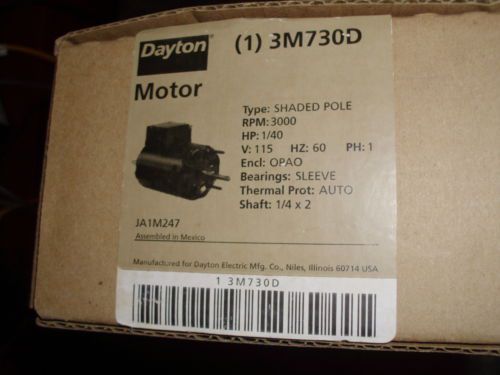 Dayton (1) 3M730D
Motor
Type: SHADED POLE
RPM: 3000
HP: 1/40
V: 115 HZ: 60 PH: 1
Encl: OPAO
Bearings: SLEEVE
Thermal Prot: AUTO
Shaft: 1/4 x 2
JA1M247
Assembled in Mexico
Manufactured for Dayton Electric Mfg. Co., Niles, Illinois 60714 USA
1 3M730D